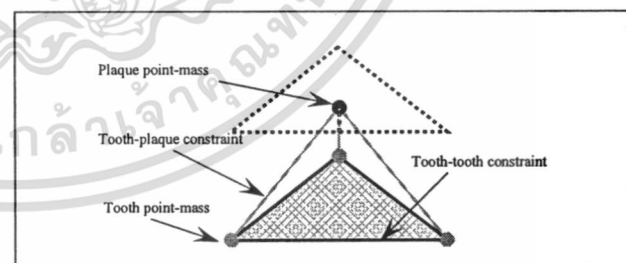 Plaque point-mass
Tooth-plaque constraint
Tooth-tooth constraint
Tooth point-mass